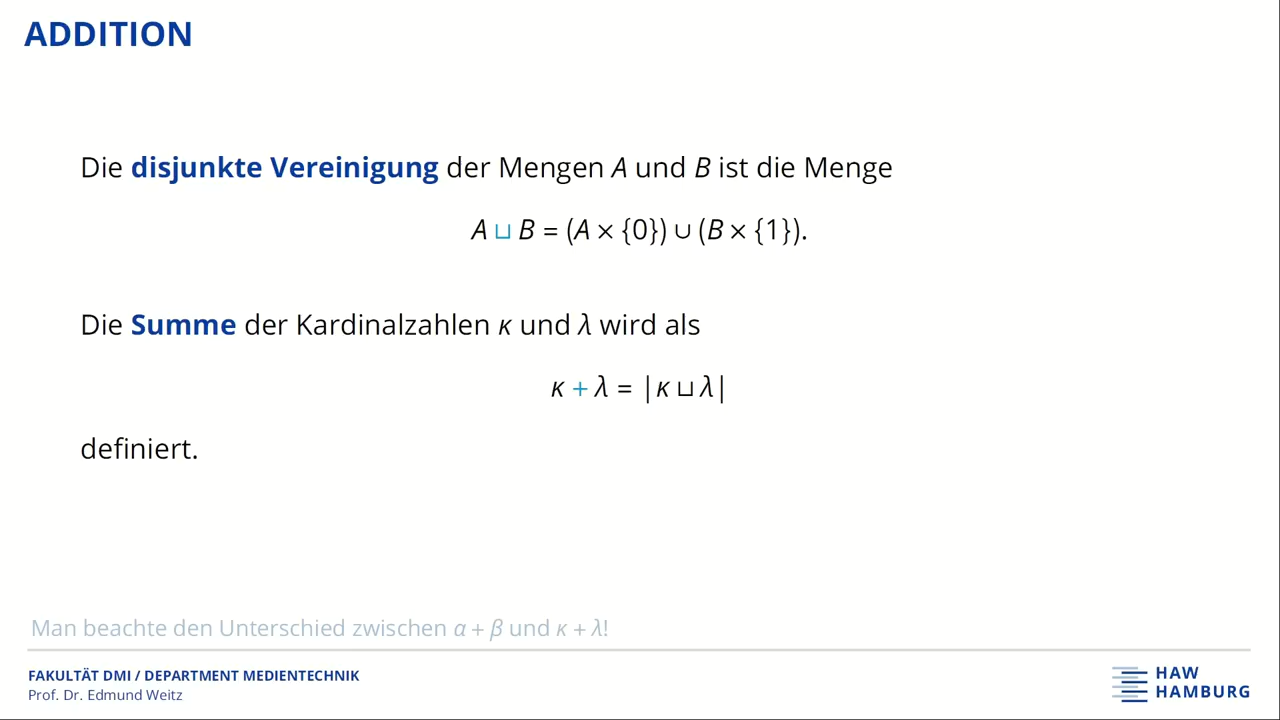 ADDITION
Die disjunkte Vereinigung der Mengen A und B ist die Menge
A ⊔ B = (A × {0}) ∪ (B × {1}).
Die Summe der Kardinalzahlen κ und λ wird als
κ + λ = |κ ⊔ λ|
definiert.
Man beachte den Unterschied zwischen α + β und κ + λ!
FAKULTÄT DMI / DEPARTMENT MEDIENTECHNIK
Prof. Dr. Edmund Weitz
HAW
HAMBURG